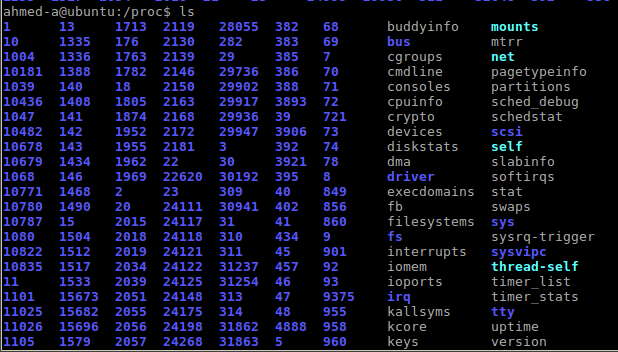 ahmed-a@ubuntu:/proc$ ls
1 13 1713 2119 28055 382 68 buddyinfo mounts
10 1335 176 2130 282 383 69 bus mtrr
1004 1336 1763 2139 29 385 7 cgroups net
10181 1388 1782 2146 29736 386 70 cmdline pagetypeinfo
1039 140 18 2150 29902 388 71 consoles partitions
10436 1408 1805 2163 29917 3893 72 cpuinfo sched_debug
1047 141 1874 2168 29936 39 721 crypto schedstat
10482 142 1952 2172 29947 3906 73 devices scsi
10678 143 1955 2181 3 392 74 diskstats self
10679 1434 1962 22 30 3921 78 dma slabinfo
1068 146 1969 22620 30192 395 8 driver softirqs
10771 1468 2 23 309 40 849 execdomains stat
10780 1490 20 24111 30941 402 856 fb swaps
10787 15 2015 24117 31 41 860 filesystems sys
1080 1504 2018 24118 310 434 9 fs sysrq-trigger
10822 1512 2019 24121 311 45 901 interrupts sysvipc
10835 1517 2034 24122 31237 457 92 iomem thread-self
11 1533 2039 24125 31254 46 93 ioports timer_list
1101 15673 2051 24148 313 47 9375 irq timer_stats
11025 15682 2055 24175 314 48 955 kallsyms tty
11026 15696 2056 24198 31862 4888 958 kcore uptime
1105 1579 2057 24268 31863 5 960 keys version